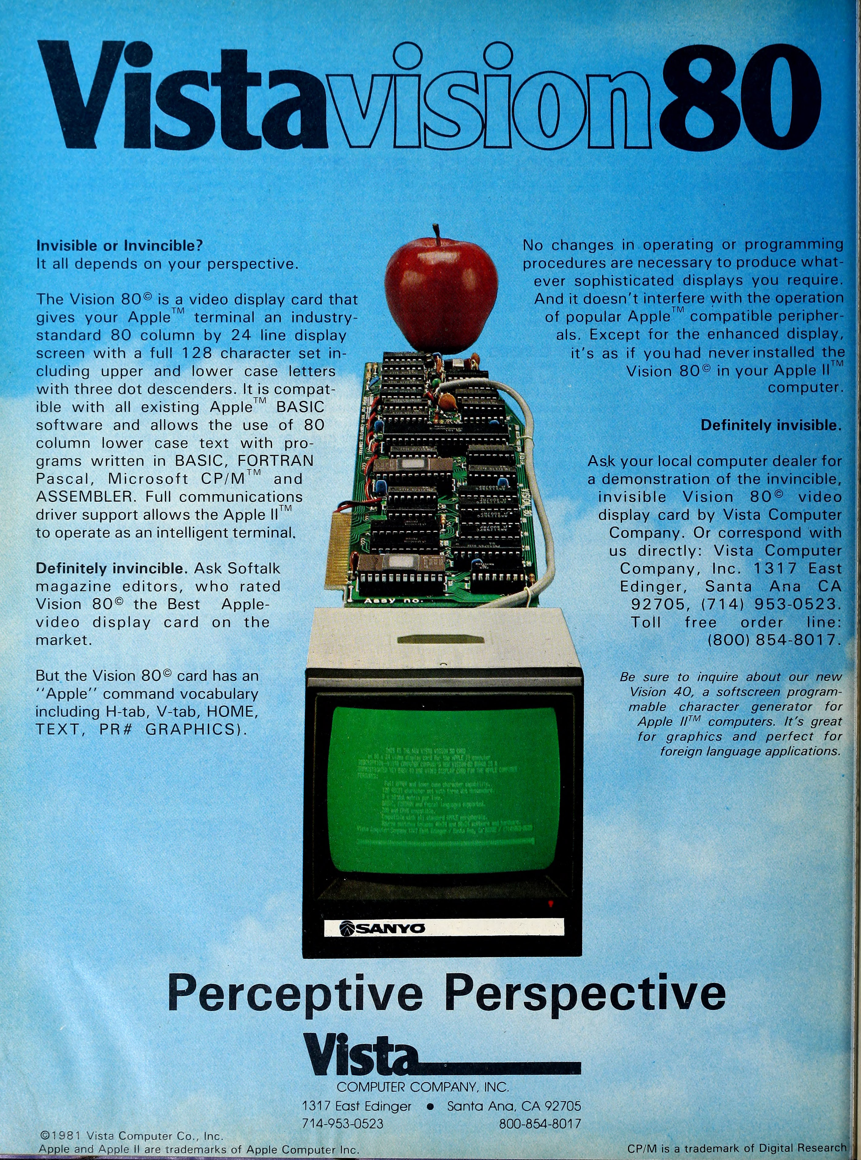 Vistavision80
Invisible or Invincible?
It all depends on your perspective.
The Vision 80© is a video display card that
gives your Apple™ terminal an industry-
standard 80 column by 24 line display
screen with a full 128 character set in-
cluding upper and lower case letters
with three dot descenders. It is compat-
ible with all existing Apple™ BASIC
software and allows the use of 80
column lower case text with pro-
grams written in BASIC, FORTRAN
Pascal, Microsoft CP/M™ and
ASSEMBLER. Full communications
driver support allows the Apple II™
to operate as an intelligent terminal.
Definitely invincible. Ask Softalk
magazine editors, who rated
Vision 80© the Best Apple-
video display card on the
market.
But the Vision 80© card has an
"Apple" command vocabulary
including H-tab, V-tab, HOME,
TEXT, PR# GRAPHICS).
No changes in operating or programming
procedures are necessary to produce what-
ever sophisticated displays you require.
And it doesn't interfere with the operation
of popular Apple™ compatible peripher-
als. Except for the enhanced display,
it's as if you had never installed the
Vision 80© in your Apple II™
computer.
Definitely invisible.
Ask your local computer dealer for
a demonstration of the invincible,
invisible Vision 80© video
display card by Vista Computer
Company. Or correspond with
us directly: Vista Computer
Company, Inc. 1317 East
Edinger, Santa Ana CA
92705, (714) 953-0523.
Toll free order line:
(800) 854-8017.
Be sure to inquire about our new
Vision 40, a softscreen program-
mable character generator for
Apple II™ computers. It's great
for graphics and perfect for
foreign language applications.
ASSY no.
SANYO
Perceptive Perspective
Vista
COMPUTER COMPANY, INC.
1317 East Edinger • Santa Ana, CA 92705
714-953-0523 800-854-8017
©1981 Vista Computer Co., Inc.
Apple and Apple II are trademarks of Apple Computer Inc.
CP/M is a trademark of Digital Research